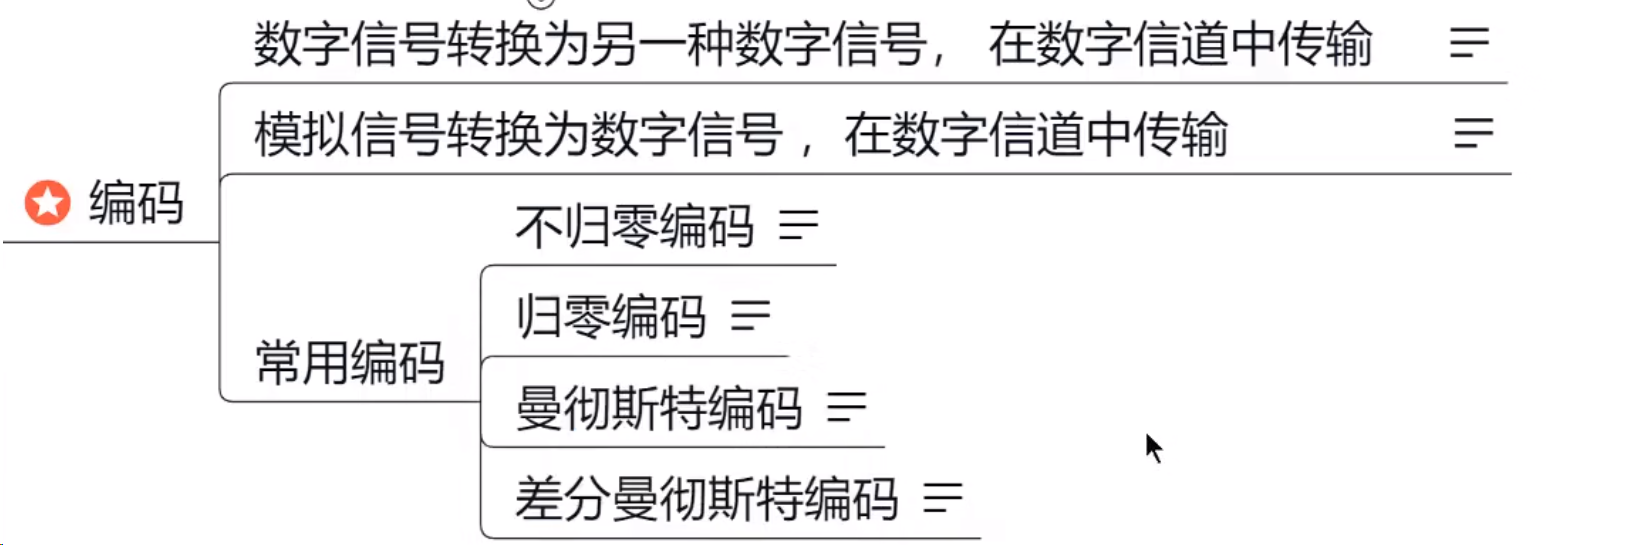 数字信号转换为另一种数字信号， 在数字信道中传输
模拟信号转换为数字信号 ，在数字信道中传输
编码
不归零编码
归零编码
常用编码
曼彻斯特编码
差分曼彻斯特编码